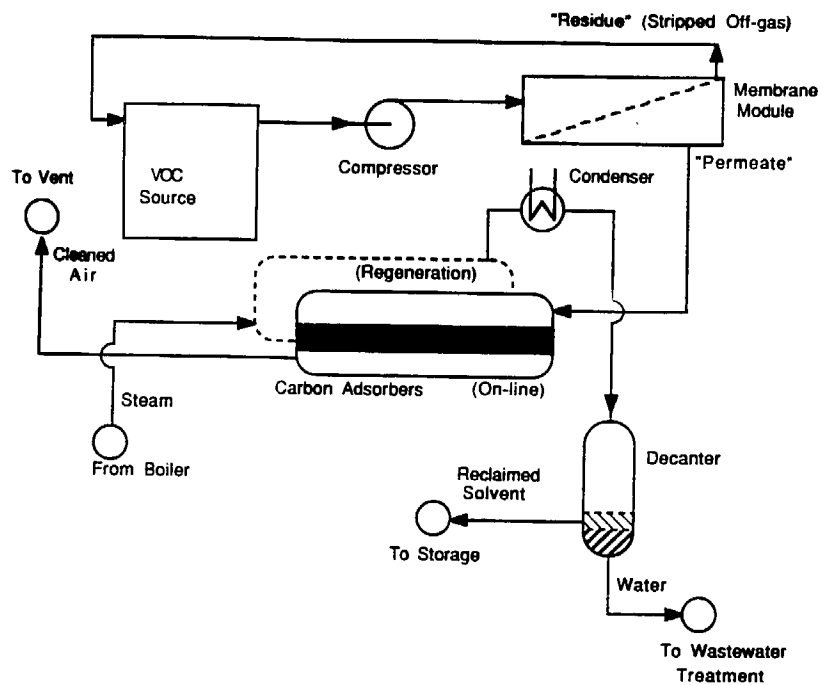 "Residue" (Stripped Off-gas)
Membrane
Module
"Permeate"
Compressor
VOC
Source
To Vent
Condenser
Cleaned
Air
(Regeneration)
Carbon Adsorbers
(On-line)
Steam
From Boiler
Decanter
Reclaimed
Solvent
To Storage
Water
To Wastewater
Treatment